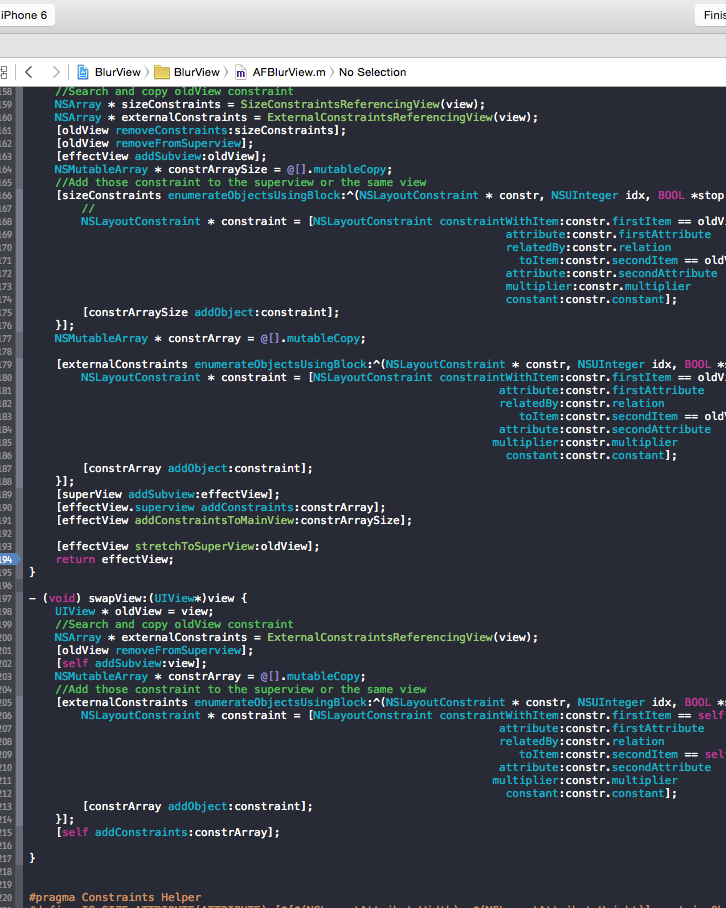 iPhone 6
Finis
BlurView BlurView m AFBlurView.m No Selection
158 //Search and copy oldView constraint
159 NSArray * sizeConstraints = SizeConstraintsReferencingView(view);
160 NSArray * externalConstraints = ExternalConstraintsReferencingView(view);
161 [oldView removeConstraints:sizeConstraints];
162 [oldView removeFromSuperview];
163 [effectView addSubview:oldView];
164 NSMutableArray * constrArraySize = @[].mutableCopy;
165 //Add those constraint to the superview or the same view
166 [sizeConstraints enumerateObjectsUsingBlock:^(NSLayoutConstraint * constr, NSUInteger idx, BOOL *stop
167 //
168 NSLayoutConstraint * constraint = [NSLayoutConstraint constraintWithItem:constr.firstItem == oldV
169 attribute:constr.firstAttribute
170 relatedBy:constr.relation
171 toItem:constr.secondItem == old
172 attribute:constr.secondAttribute
173 multiplier:constr.multiplier
174 constant:constr.constant];
175 [constrArraySize addObject:constraint];
176 }];
177 NSMutableArray * constrArray = @[].mutableCopy;
178
179 [externalConstraints enumerateObjectsUsingBlock:^(NSLayoutConstraint * constr, NSUInteger idx, BOOL *s
180 NSLayoutConstraint * constraint = [NSLayoutConstraint constraintWithItem:constr.firstItem == oldV
181 attribute:constr.firstAttribute
182 relatedBy:constr.relation
183 toItem:constr.secondItem == oldV
184 attribute:constr.secondAttribute
185 multiplier:constr.multiplier
186 constant:constr.constant];
187 [constrArray addObject:constraint];
188 }];
189 [superView addSubview:effectView];
190 [effectView.superview addConstraints:constrArray];
191 [effectView addConstraintsToMainView:constrArraySize];
192
193 [effectView stretchToSuperView:oldView];
194 return effectView;
195 }
196
197 - (void) swapView:(UIView*)view {
198 UIView * oldView = view;
199 //Search and copy oldView constraint
200 NSArray * externalConstraints = ExternalConstraintsReferencingView(view);
201 [oldView removeFromSuperview];
202 [self addSubview:view];
203 NSMutableArray * constrArray = @[].mutableCopy;
204 //Add those constraint to the superview or the same view
205 [externalConstraints enumerateObjectsUsingBlock:^(NSLayoutConstraint * constr, NSUInteger idx, BOOL *s
206 NSLayoutConstraint * constraint = [NSLayoutConstraint constraintWithItem:constr.firstItem == self
207 attribute:constr.firstAttribute
208 relatedBy:constr.relation
209 toItem:constr.secondItem == sel
210 attribute:constr.secondAttribute
211 multiplier:constr.multiplier
212 constant:constr.constant];
213 [constrArray addObject:constraint];
214 }];
215 [self addConstraints:constrArray];
216
217 }
218
219
220 #pragma Constraints Helper